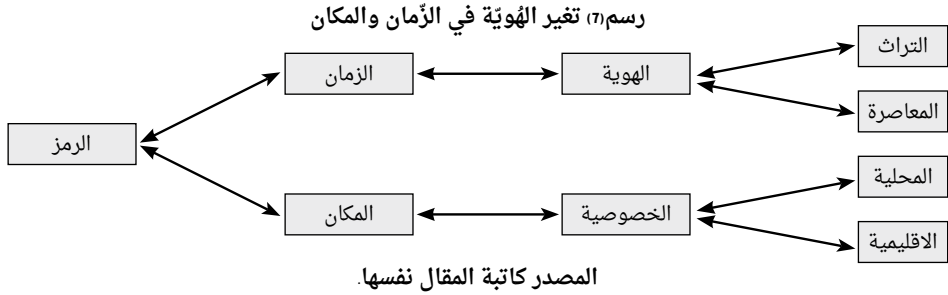 رسم(7) تغير الهُويّة في الزّمان والمكان
التراث
الهوية
الزمان
المعاصرة
الرمز
المحلية
الخصوصية
المكان
الاقليمية
المصدر كاتبة المقال نفسها.